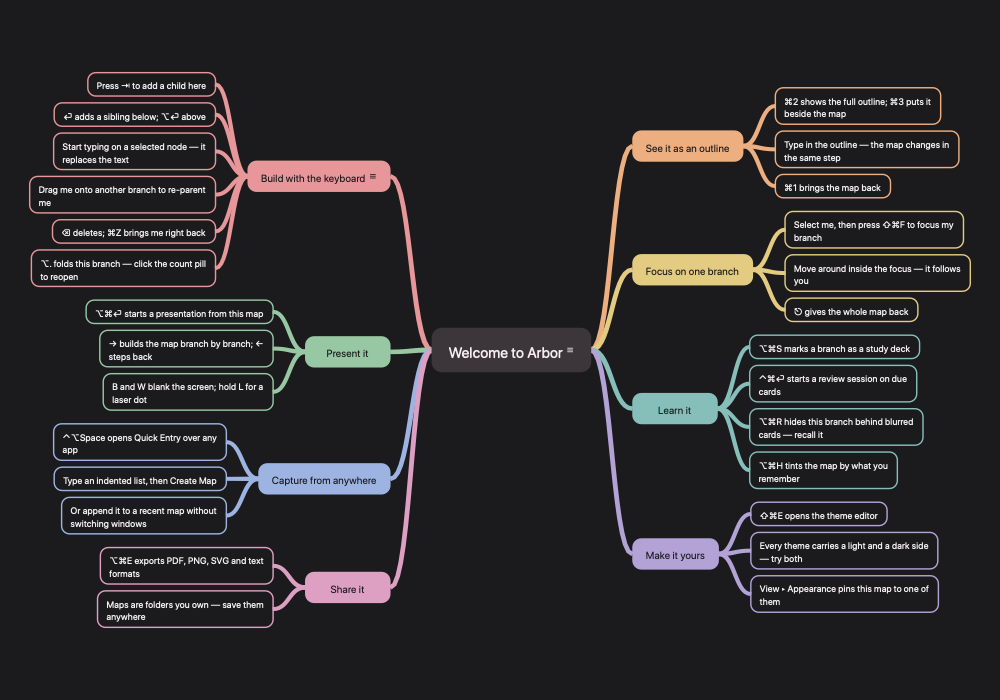 Welcome to Arbor
Build with the keyboard
Press ⇥ to add a child here
⏎ adds a sibling below; ⌥⏎ above
Start typing on a selected node — it
replaces the text
Drag me onto another branch to re-parent
me
⌫ deletes; ⌘Z brings me right back
⌥. folds this branch — click the count pill
to reopen
Present it
⌥⌘⏎ starts a presentation from this map
→ builds the map branch by branch; ←
steps back
B and W blank the screen; hold L for a
laser dot
Capture from anywhere
⌃⌥Space opens Quick Entry over any
app
Type an indented list, then Create Map
Or append it to a recent map without
switching windows
Share it
⌥⌘E exports PDF, PNG, SVG and text
formats
Maps are folders you own — save them
anywhere
See it as an outline
⌘2 shows the full outline; ⌘3 puts it
beside the map
Type in the outline — the map changes in
the same step
⌘1 brings the map back
Focus on one branch
Select me, then press ⇧⌘F to focus my
branch
Move around inside the focus — it follows
you
⎋ gives the whole map back
Learn it
⌥⌘S marks a branch as a study deck
⌃⌘⏎ starts a review session on due
cards
⌥⌘R hides this branch behind blurred
cards — recall it
⌥⌘H tints the map by what you
remember
Make it yours
⇧⌘E opens the theme editor
Every theme carries a light and a dark side
— try both
View ▸ Appearance pins this map to one of
them